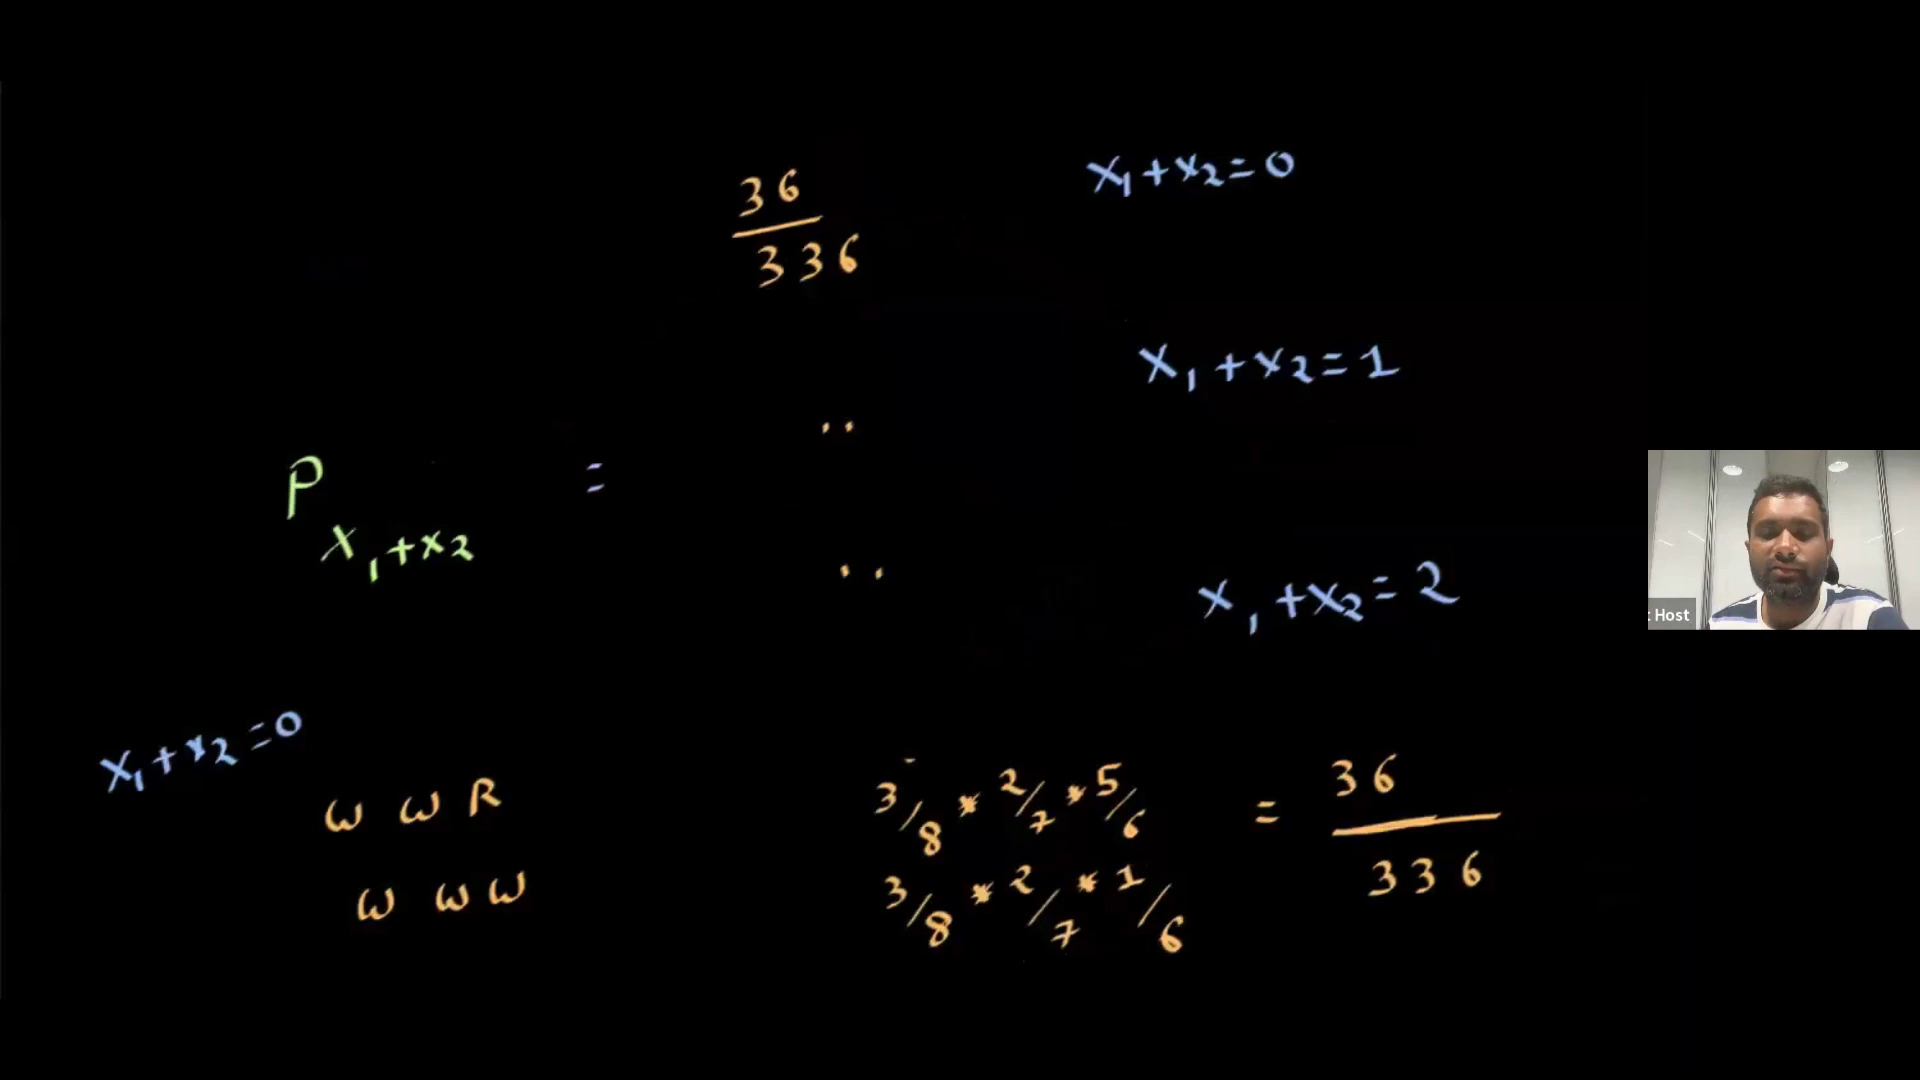 36
336
x₁+x₂=0
x₁+x₂=1
..
P x₁+x₂ =
..
x₁+x₂=2
x₁+x₂=0
W W R 3/8 * 2/7 * 5/6 = 36/336
W W W 3/8 * 2/7 * 1/6
: Host